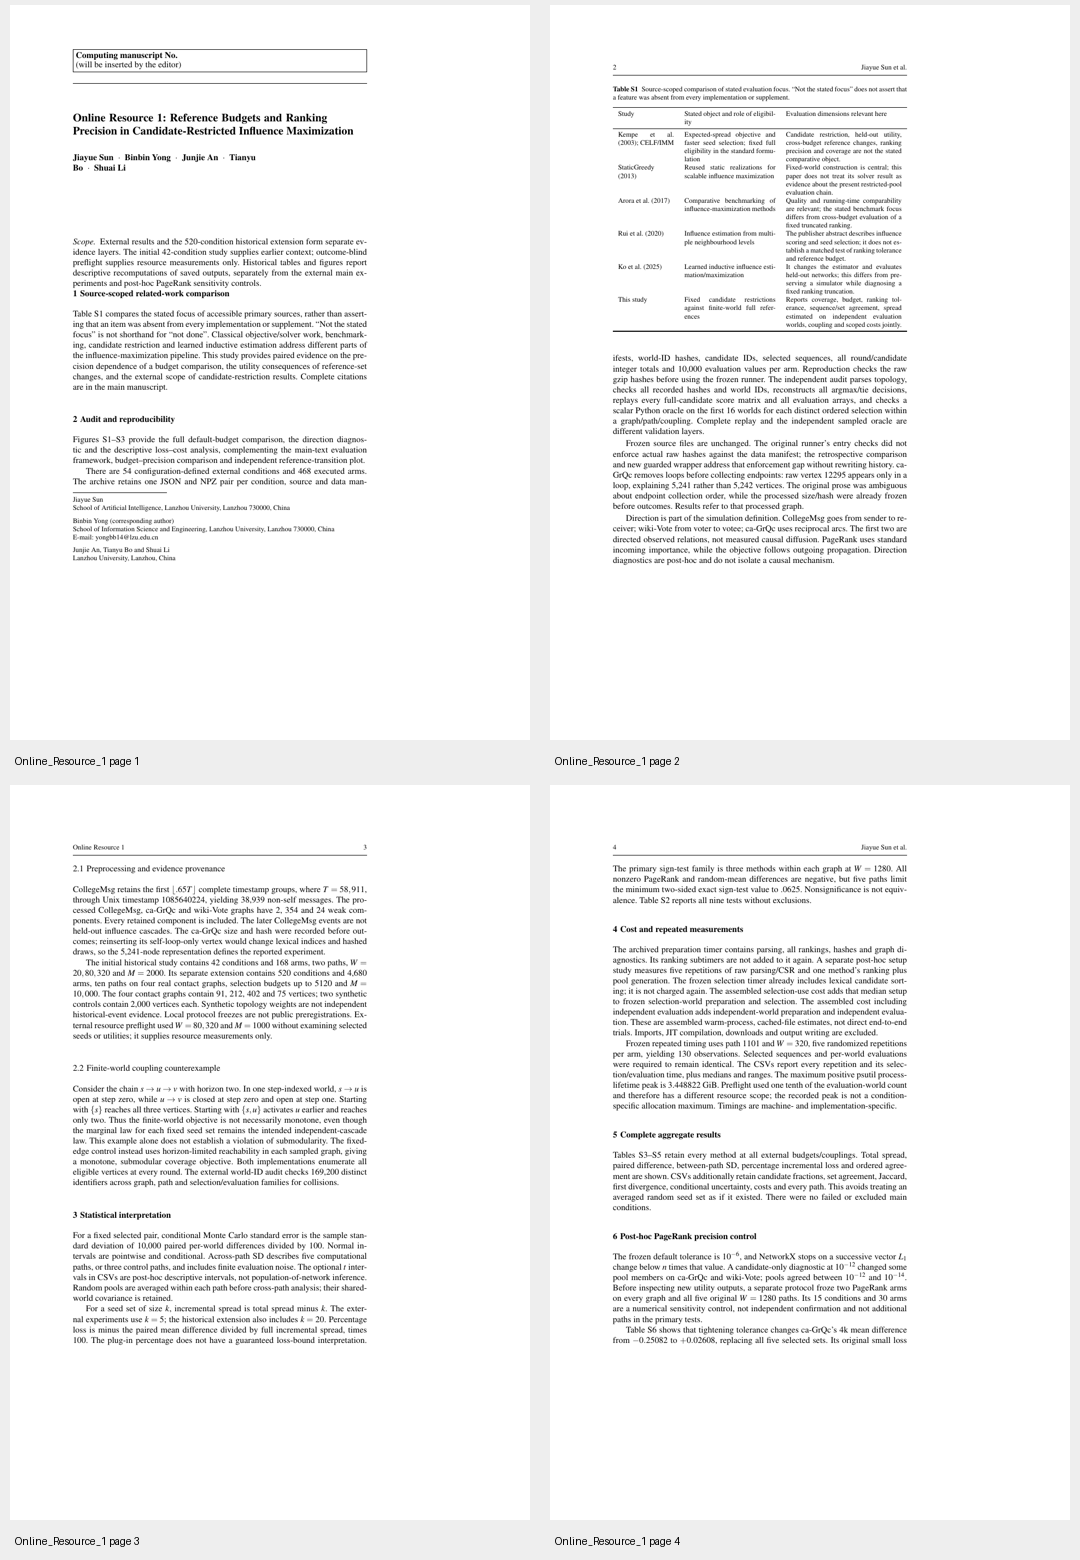 Computing manuscript No.
(will be inserted by the editor)
Online Resource 1: Reference Budgets and Ranking
Precision in Candidate-Restricted Influence Maximization
Jiayue Sun · Binbin Yong · Junjie An · Tianyu
Bo · Shuai Li
Scope. External results and the 520-condition historical extension form separate ev-
idence layers. The initial 42-condition study supplies earlier context; outcome-blind
preflight supplies resource measurements only. Historical tables and figures report
descriptive recomputations of saved outputs, separately from the external main ex-
periments and post-hoc PageRank sensitivity controls.
1 Source-scoped related-work comparison
Table S1 compares the stated focus of accessible primary sources, rather than assert-
ing that an item was absent from every implementation or supplement. “Not the stated
focus” is not shorthand for “not done”. Classical objective/solver work, benchmark-
ing, candidate restriction and learned inductive estimation address different parts of
the influence-maximization pipeline. This study provides paired evidence on the pre-
cision dependence of a budget comparison, the utility consequences of reference-set
changes, and the external scope of candidate-restriction results. Complete citations
are in the main manuscript.
2 Audit and reproducibility
Figures S1–S3 provide the full default-budget comparison, the direction diagnos-
tic and the descriptive loss–cost analysis, complementing the main-text evaluation
framework, budget–precision comparison and independent reference-transition plot.
There are 54 configuration-defined external conditions and 468 executed arms.
The archive retains one JSON and NPZ pair per condition, source and data man-
Jiayue Sun
School of Artificial Intelligence, Lanzhou University, Lanzhou 730000, China
Binbin Yong (corresponding author)
School of Information Science and Engineering, Lanzhou University, Lanzhou 730000, China
E-mail: yongbb14@lzu.edu.cn
Junjie An, Tianyu Bo and Shuai Li
Lanzhou University, Lanzhou, China
Online_Resource_1 page 1
2 Jiayue Sun et al.
Table S1 Source-scoped comparison of stated evaluation focus. “Not the stated focus” does not assert that
a feature was absent from every implementation or supplement.
Study Stated object and role of eligibil-
ity Evaluation dimensions relevant here
Kempe et al.
(2003); CELF/IMM Expected-spread objective and
faster seed selection; fixed full
eligibility in the standard formu-
lation Candidate restriction, held-out utility,
cross-budget reference changes, ranking
precision and coverage are not the stated
comparative object.
StaticGreedy
(2013) Reused static realizations for
scalable influence maximization Fixed-world construction is central; this
paper does not treat its solver result as
evidence about the present restricted-pool
evaluation chain.
Arora et al. (2017) Comparative benchmarking of
influence-maximization methods Quality and running-time comparability
are relevant; the stated benchmark focus
differs from cross-budget evaluation of a
fixed truncated ranking.
Rui et al. (2020) Influence estimation from multi-
ple neighbourhood levels The publisher abstract describes influence
scoring and seed selection; it does not es-
tablish a matched test of ranking tolerance
and reference budget.
Ko et al. (2025) Learned inductive influence esti-
mation/maximization It changes the estimator and evaluates
held-out networks; this differs from pre-
serving a simulator while diagnosing a
fixed ranking truncation.
This study Fixed candidate restrictions
against finite-world full refer-
ences Reports coverage, budget, ranking tol-
erance, sequence/set agreement, spread
estimated on independent evaluation
worlds, coupling and scoped costs jointly.
ifests, world-ID hashes, candidate IDs, selected sequences, all round/candidate
integer totals and 10,000 evaluation values per arm. Reproduction checks the raw
gzip hashes before using the frozen runner. The independent audit parses topology,
checks all recorded hashes and world IDs, reconstructs all argmax/tie decisions,
replays every full-candidate score matrix and all evaluation arrays, and checks a
scalar Python oracle on the first 16 worlds for each distinct ordered selection within
a graph/path/coupling. Complete replay and the independent sampled oracle are
different validation layers.
Frozen source files are unchanged. The original runner’s entry checks did not
enforce actual raw hashes against the data manifest; the retrospective comparison
and new guarded wrapper address that enforcement gap without rewriting history. ca-
GrQc removes loops before collecting endpoints: raw vertex 12295 appears only in a
loop, explaining 5,241 rather than 5,242 vertices. The original prose was ambiguous
about endpoint collection order, while the processed size/hash were already frozen
before outcomes. Results refer to that processed graph.
Direction is part of the simulation definition. CollegeMsg goes from sender to re-
ceiver; wiki-Vote from voter to votee; ca-GrQc uses reciprocal arcs. The first two are
directed observed relations, not measured causal diffusion. PageRank uses standard
incoming importance, while the objective follows outgoing propagation. Direction
diagnostics are post-hoc and do not isolate a causal mechanism.
Online_Resource_1 page 2
Online Resource 1 3
2.1 Preprocessing and evidence provenance
CollegeMsg retains the first ⌊.65T⌋ complete timestamp groups, where T = 58,911,
through Unix timestamp 1085640224, yielding 38,939 non-self messages. The pro-
cessed CollegeMsg, ca-GrQc and wiki-Vote graphs have 2, 354 and 24 weak com-
ponents. Every retained component is included. The later CollegeMsg events are not
held-out influence cascades. The ca-GrQc size and hash were recorded before out-
comes; reinserting its self-loop-only vertex would change lexical indices and hashed
draws, so the 5,241-node representation defines the reported experiment.
The initial historical study contains 42 conditions and 168 arms, two paths, W =
20,80,320 and M = 2000. Its separate extension contains 520 conditions and 4,680
arms, ten paths on four real contact graphs, selection budgets up to 5120 and M =
10,000. The four contact graphs contain 91, 212, 402 and 75 vertices; two synthetic
controls contain 2,000 vertices each. Synthetic topology weights are not independent
historical-event evidence. Local protocol freezes are not public preregistrations. Ex-
ternal resource preflight used W = 80,320 and M = 1000 without examining selected
seeds or utilities; it supplies resource measurements only.
2.2 Finite-world coupling counterexample
Consider the chain s → u → v with horizon two. In one step-indexed world, s → u is
open at step zero, while u → v is closed at step zero and open at step one. Starting
with {s} reaches all three vertices. Starting with {s,u} activates u earlier and reaches
only two. Thus the finite-world objective is not necessarily monotone, even though
the marginal law for each fixed seed set remains the intended independent-cascade
law. This example alone does not establish a violation of submodularity. The fixed-
edge control instead uses horizon-limited reachability in each sampled graph, giving
a monotone, submodular coverage objective. Both implementations enumerate all
eligible vertices at every round. The external world-ID audit checks 169,200 distinct
identifiers across graph, path and selection/evaluation families for collisions.
3 Statistical interpretation
For a fixed selected pair, conditional Monte Carlo standard error is the sample stan-
dard deviation of 10,000 paired per-world differences divided by 100. Normal in-
tervals are pointwise and conditional. Across-path SD describes five computational
paths, or three control paths, and includes finite evaluation noise. The optional t inter-
vals in CSVs are post-hoc descriptive intervals, not population-of-network inference.
Random pools are averaged within each path before cross-path analysis; their shared-
world covariance is retained.
For a seed set of size k, incremental spread is total spread minus k. The exter-
nal experiments use k = 5; the historical extension also includes k = 20. Percentage
loss is minus the paired mean difference divided by full incremental spread, times
100. The plug-in percentage does not have a guaranteed loss-bound interpretation.
Online_Resource_1 page 3
4 Jiayue Sun et al.
The primary sign-test family is three methods within each graph at W = 1280. All
nonzero PageRank and random-mean differences are negative, but five paths limit
the minimum two-sided exact sign-test value to .0625. Nonsignificance is not equiv-
alence. Table S2 reports all nine tests without exclusions.
4 Cost and repeated measurements
The archived preparation timer contains parsing, all rankings, hashes and graph di-
agnostics. Its ranking subtimers are not added to it again. A separate post-hoc setup
study measures five repetitions of raw parsing/CSR and one method’s ranking plus
pool generation. The frozen selection timer already includes lexical candidate sort-
ing; it is not charged again. The assembled selection-use cost adds that median setup
to frozen selection-world preparation and selection. The assembled cost including
independent evaluation adds independent-world preparation and independent evalua-
tion. These are assembled warm-process, cached-file estimates, not direct end-to-end
trials. Imports, JIT compilation, downloads and output writing are excluded.
Frozen repeated timing uses path 1101 and W = 320, five randomized repetitions
per arm, yielding 130 observations. Selected sequences and per-world evaluations
were required to remain identical. The CSVs report every repetition and its selec-
tion/evaluation time, plus medians and ranges. The maximum positive psutil process-
lifetime peak is 3.448822 GiB. Preflight used one tenth of the evaluation-world count
and therefore has a different resource scope; the recorded peak is not a condition-
specific allocation maximum. Timings are machine- and implementation-specific.
5 Complete aggregate results
Tables S3–S5 retain every method at all external budgets/couplings. Total spread,
paired difference, between-path SD, percentage incremental loss and ordered agree-
ment are shown. CSVs additionally retain candidate fractions, set agreement, Jaccard,
first divergence, conditional uncertainty, costs and every path. This avoids treating an
averaged random seed set as if it existed. There were no failed or excluded main
conditions.
6 Post-hoc PageRank precision control
The frozen default tolerance is 10⁻⁶, and NetworkX stops on a successive vector L₁
change below n times that value. A candidate-only diagnostic at 10⁻¹² changed some
pool members on ca-GrQc and wiki-Vote; pools agreed between 10⁻¹² and 10⁻¹⁴.
Before inspecting new utility outputs, a separate protocol froze two PageRank arms
on every graph and all five original W = 1280 paths. Its 15 conditions and 30 arms
are a numerical sensitivity control, not independent confirmation and not additional
paths in the primary tests.
Table S6 shows that tightening tolerance changes ca-GrQc’s 4k mean difference
from −0.25082 to +0.02608, replacing all five selected sets. Its original small loss
Online_Resource_1 page 4